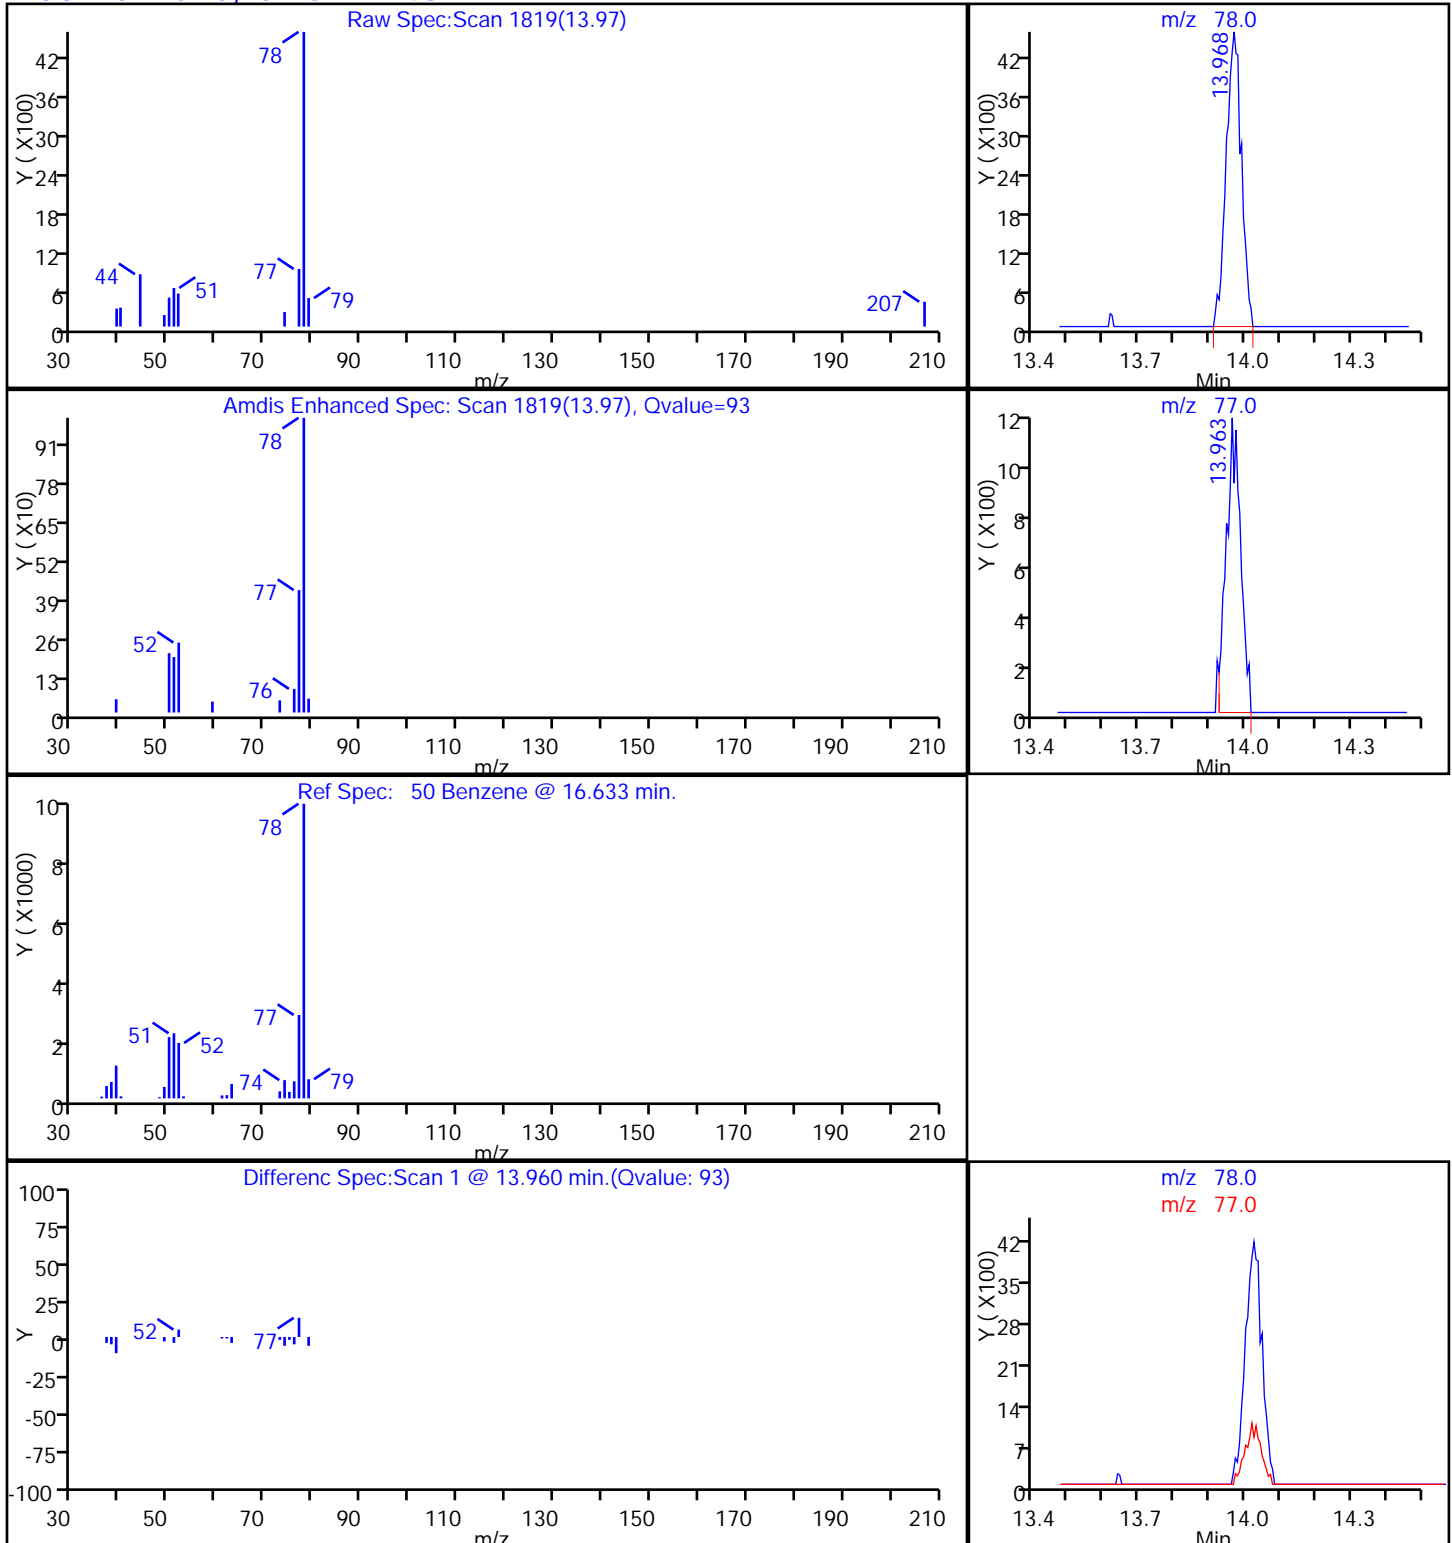 Raw Spec:Scan 1819(13.97)
Y ( X100)
42
36
30
24
18
12
6
0
78
44
51
77
79
207
30 50 70 90 110 130 150 170 190 210
m/z
m/z 78.0
Y ( X100)
42
36
30
24
18
12
6
0
13.968
13.4 13.7 14.0 14.3
Min
Amdis Enhanced Spec: Scan 1819(13.97), Qvalue=93
Y ( X10)
91
78
65
52
39
26
13
0
78
77
52
76
30 50 70 90 110 130 150 170 190 210
m/z
m/z 77.0
Y ( X100)
12
10
8
6
4
2
0
13.963
13.4 13.7 14.0 14.3
Min
Ref Spec: 50 Benzene @ 16.633 min.
Y ( X1000)
10
8
6
4
2
0
78
77
51
52
74
79
30 50 70 90 110 130 150 170 190 210
m/z
Differenc Spec:Scan 1 @ 13.960 min.(Qvalue: 93)
Y
100
75
50
25
0
-25
-50
-75
-100
52
77
30 50 70 90 110 130 150 170 190 210
m/z
m/z 78.0
m/z 77.0
Y ( X100)
42
35
28
21
14
7
0
13.4 13.7 14.0 14.3
Min